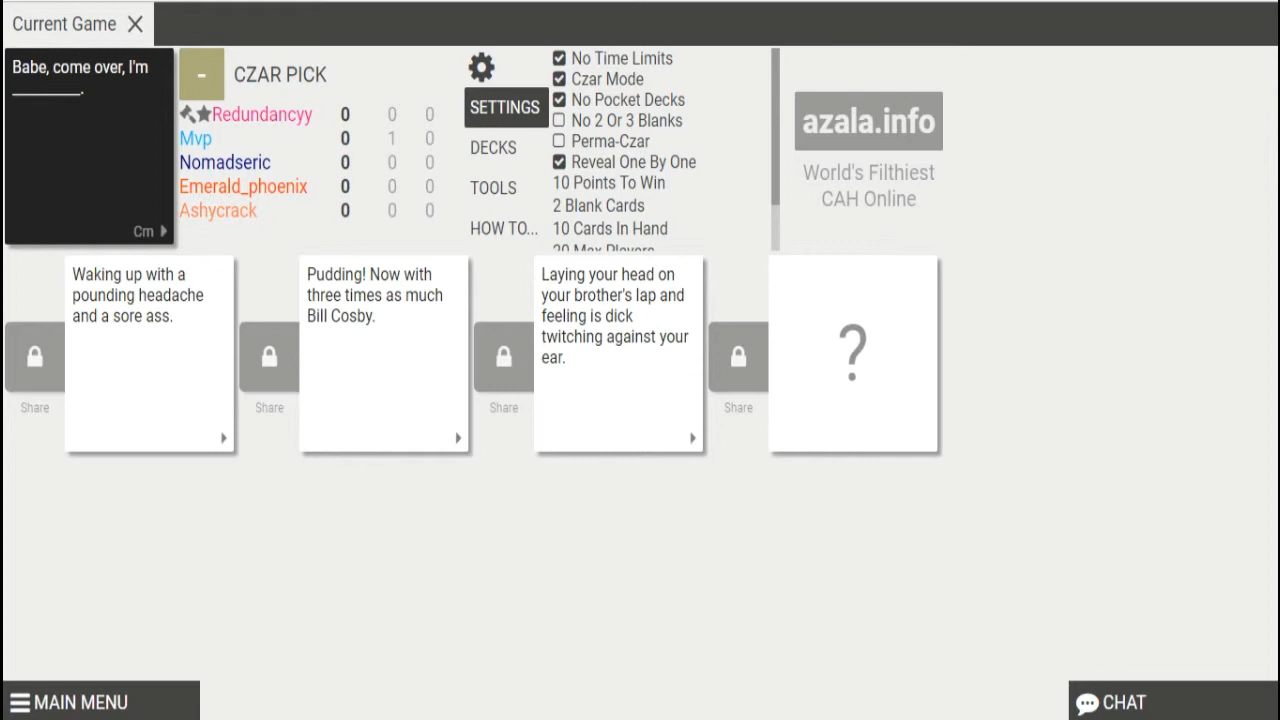 Current Game
Babe, come over, I'm
__________.
Cm
-
CZAR PICK
Redundancyy 0 0 0
Mvp 0 1 0
Nomadseric 0 0 0
Emerald_phoenix 0 0 0
Ashycrack 0 0 0
SETTINGS
DECKS
TOOLS
HOW TO...
No Time Limits
Czar Mode
No Pocket Decks
No 2 Or 3 Blanks
Perma-Czar
Reveal One By One
10 Points To Win
2 Blank Cards
10 Cards In Hand
20 Max Players
azala.info
World's Filthiest
CAH Online
Share
Waking up with a
pounding headache
and a sore ass.
Share
Pudding! Now with
three times as much
Bill Cosby.
Share
Laying your head on
your brother's lap and
feeling is dick
twitching against your
ear.
Share
?
MAIN MENU
CHAT